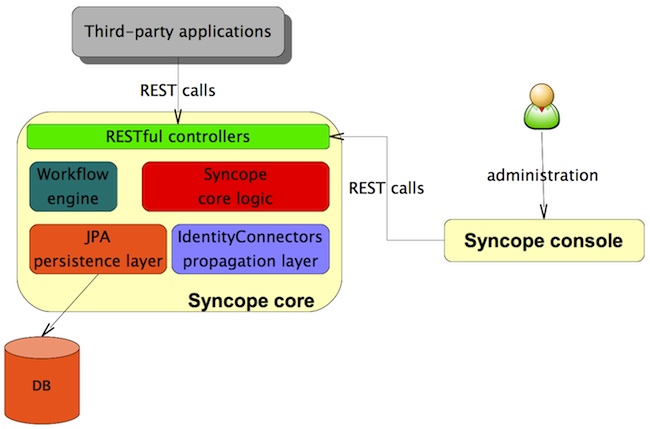 Third-party applications
REST calls
RESTful controllers
Workflow
engine
Syncope
core logic
JPA
persistence layer
IdentityConnectors
propagation layer
Syncope core
DB
REST calls
administration
Syncope console